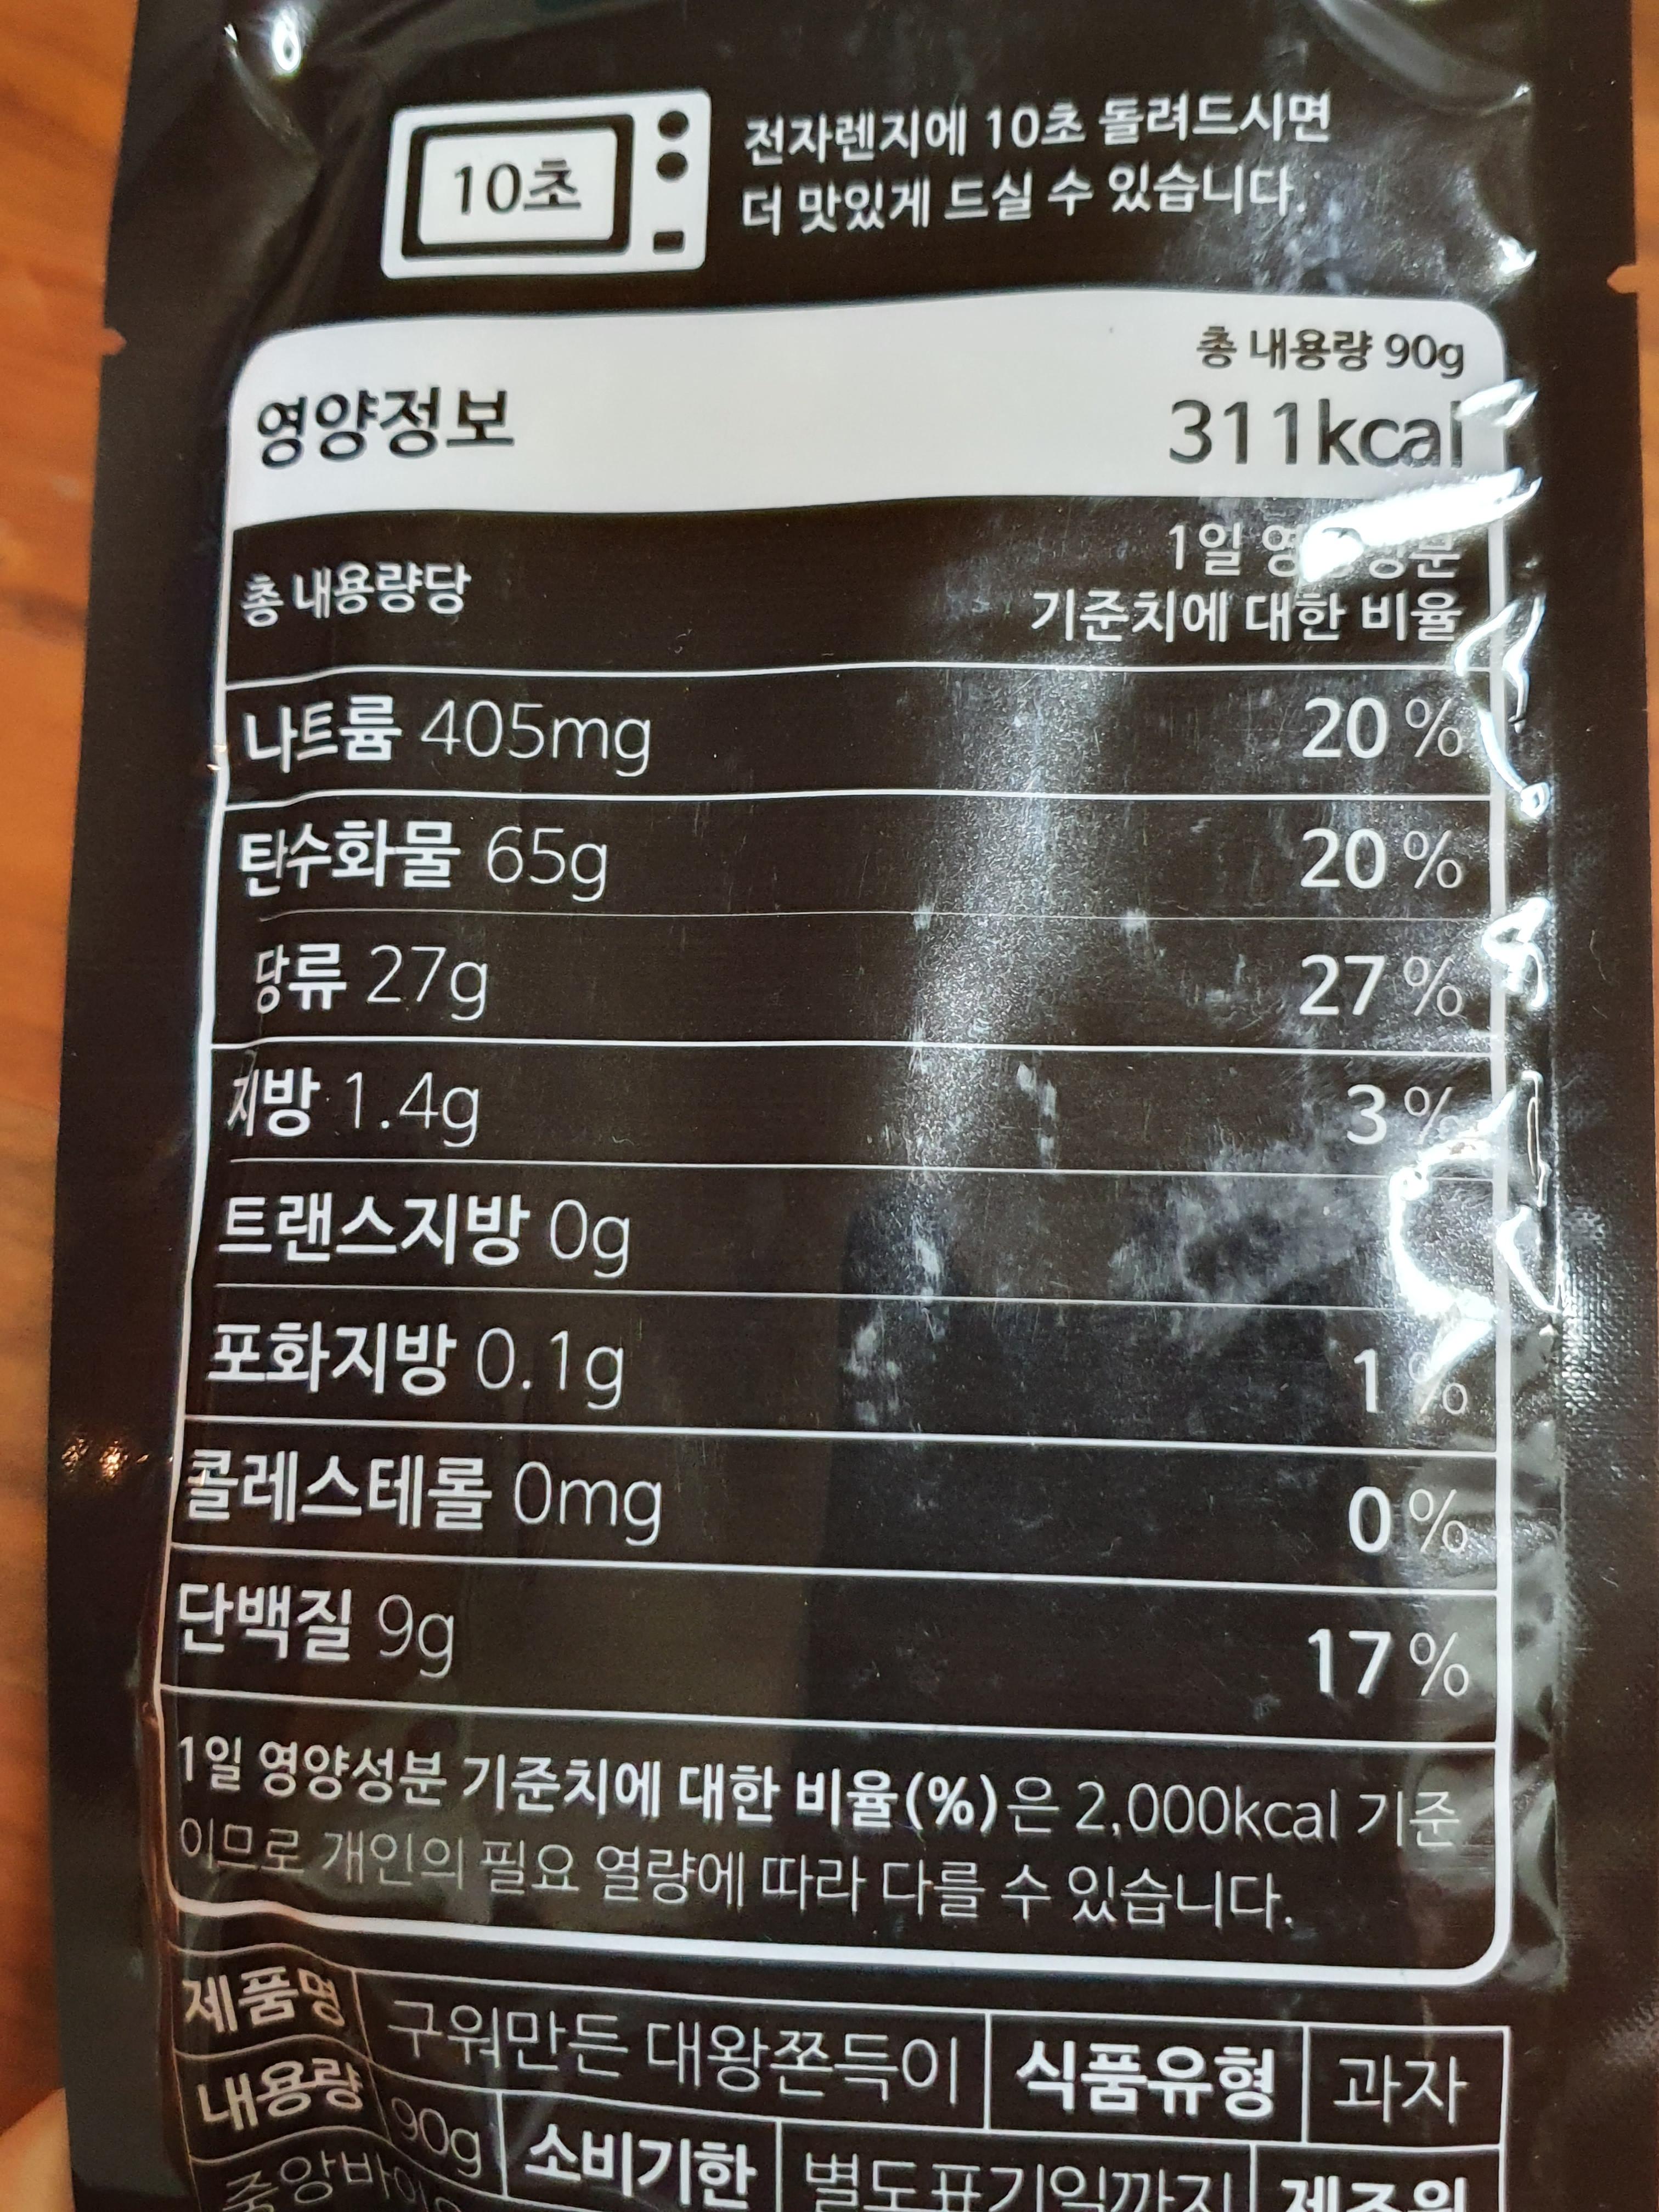 10초
전자렌지에 10초 돌려드시면
더 맛있게 드실 수 있습니다.
총 내용량 90g
영양정보
311kcal
1일
총 내용량당
기준치에 대한 비율
나트륨 405mg 20 %
탄수화물 65g 20 %
당류 27g 27 %
지방 1.4g 3 %
트랜스지방 0g
포화지방 0.1g 1 %
콜레스테롤 0mg 0 %
단백질 9g 17 %
1일 영양성분 기준치에 대한 비율(%)은 2,000kcal 기준
이므로 개인의 필요 열량에 따라 다를 수 있습니다.
제품명 구워만든 대왕쫀득이 식품유형 과자
내용량 90g 소비기한 별도표기일까지 제조원